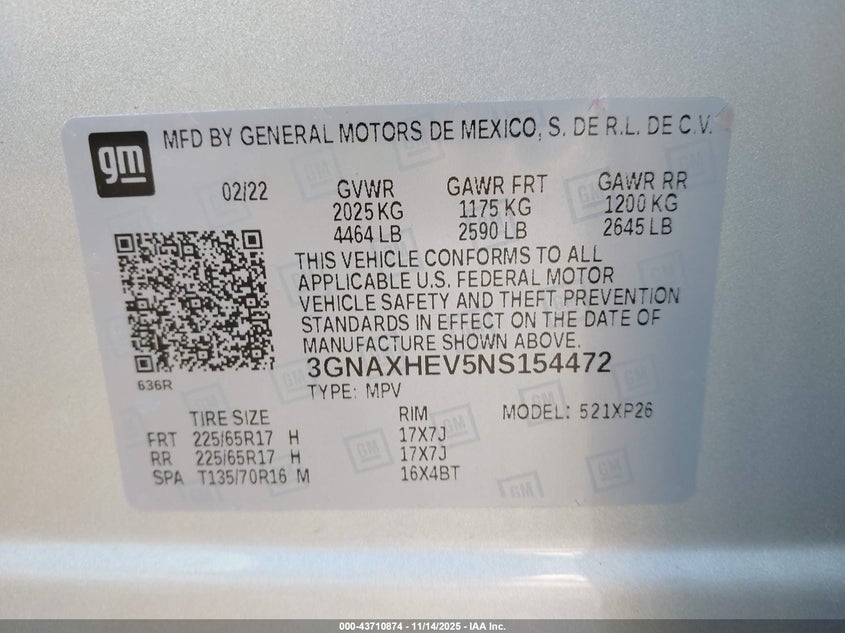 gm MFD BY GENERAL MOTORS DE MEXICO, S. DE R.L. DE C.V.
02/22 GVWR GAWR FRT GAWR RR
2025 KG 1175 KG 1200 KG
4464 LB 2590 LB 2645 LB
THIS VEHICLE CONFORMS TO ALL
APPLICABLE U.S. FEDERAL MOTOR
VEHICLE SAFETY AND THEFT PREVENTION
STANDARDS IN EFFECT ON THE DATE OF
MANUFACTURE SHOWN ABOVE.
3GNAXHEV5NS154472
636R
TYPE: MPV
TIRE SIZE RIM MODEL: 521XP26
FRT 225/65R17 H 17X7J
RR 225/65R17 H 17X7J
SPA T135/70R16 M 16X4BT
000-43710874 | 11/14/2025 - IAA Inc.